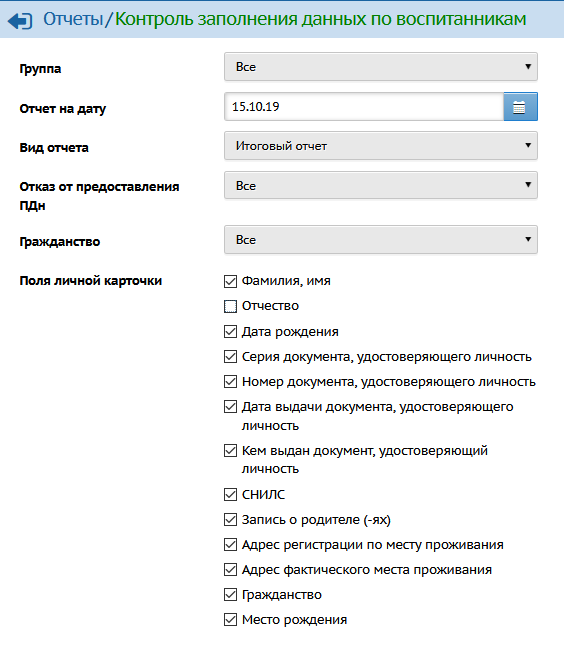 Отчеты/Контроль заполнения данных по воспитанникам
Группа
Все
Отчет на дату
15.10.19
Вид отчета
Итоговый отчет
Отказ от предоставления
ПДн
Все
Гражданство
Все
Поля личной карточки
Фамилия, имя
Отчество
Дата рождения
Серия документа, удостоверяющего личность
Номер документа, удостоверяющего личность
Дата выдачи документа, удостоверяющего
личность
Кем выдан документ, удостоверяющий
личность
СНИЛС
Запись о родителе (-ях)
Адрес регистрации по месту проживания
Адрес фактического места проживания
Гражданство
Место рождения